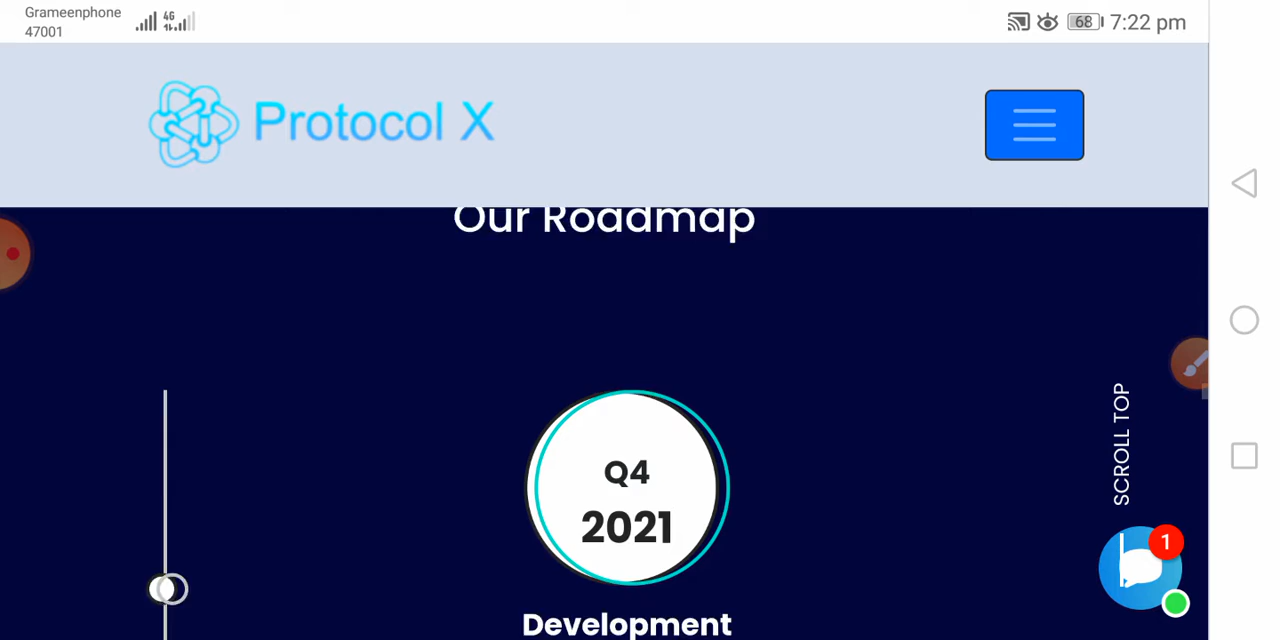 Grameenphone
47001
4G
68
7:22 pm
Protocol X
Our Roadmap
Q4
2021
Development
SCROLL TOP
1